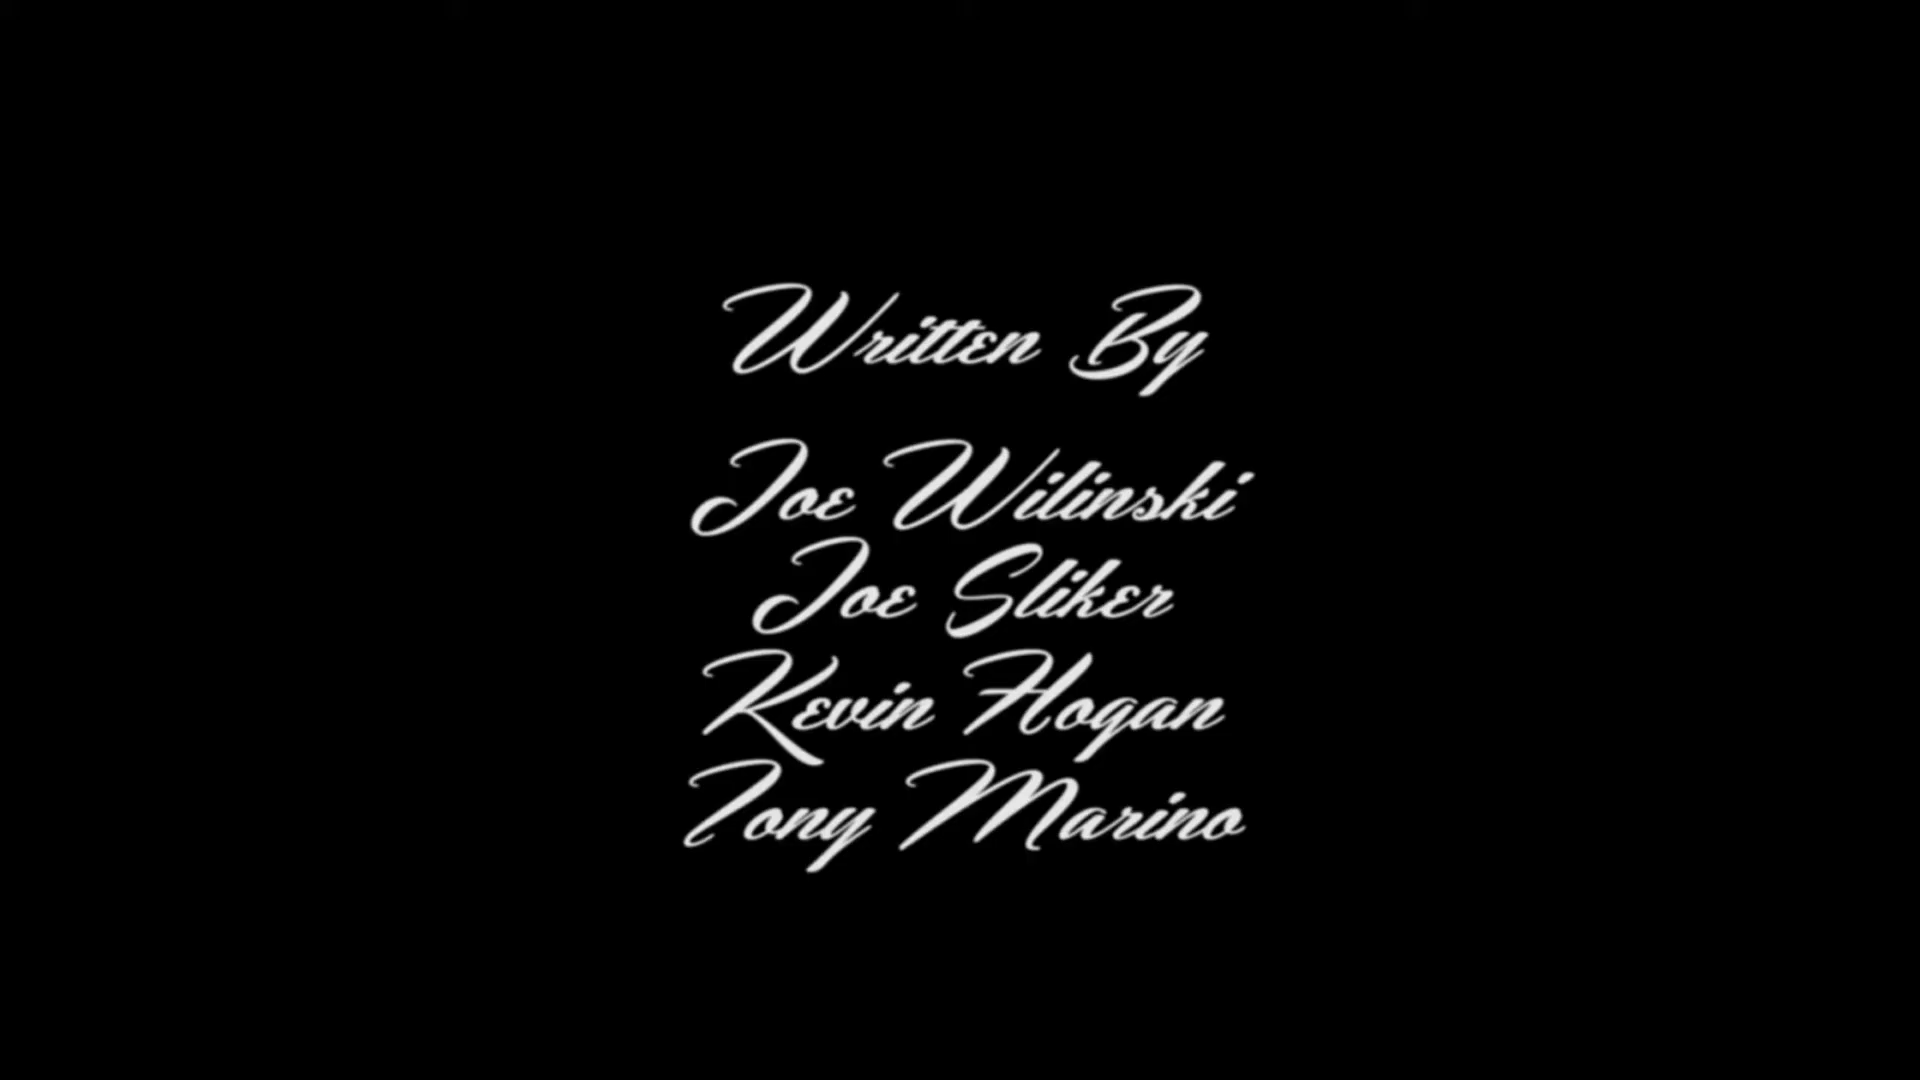 Written By
Joe Wilinski
Joe Sliker
Kevin Hogan
Tony Marino